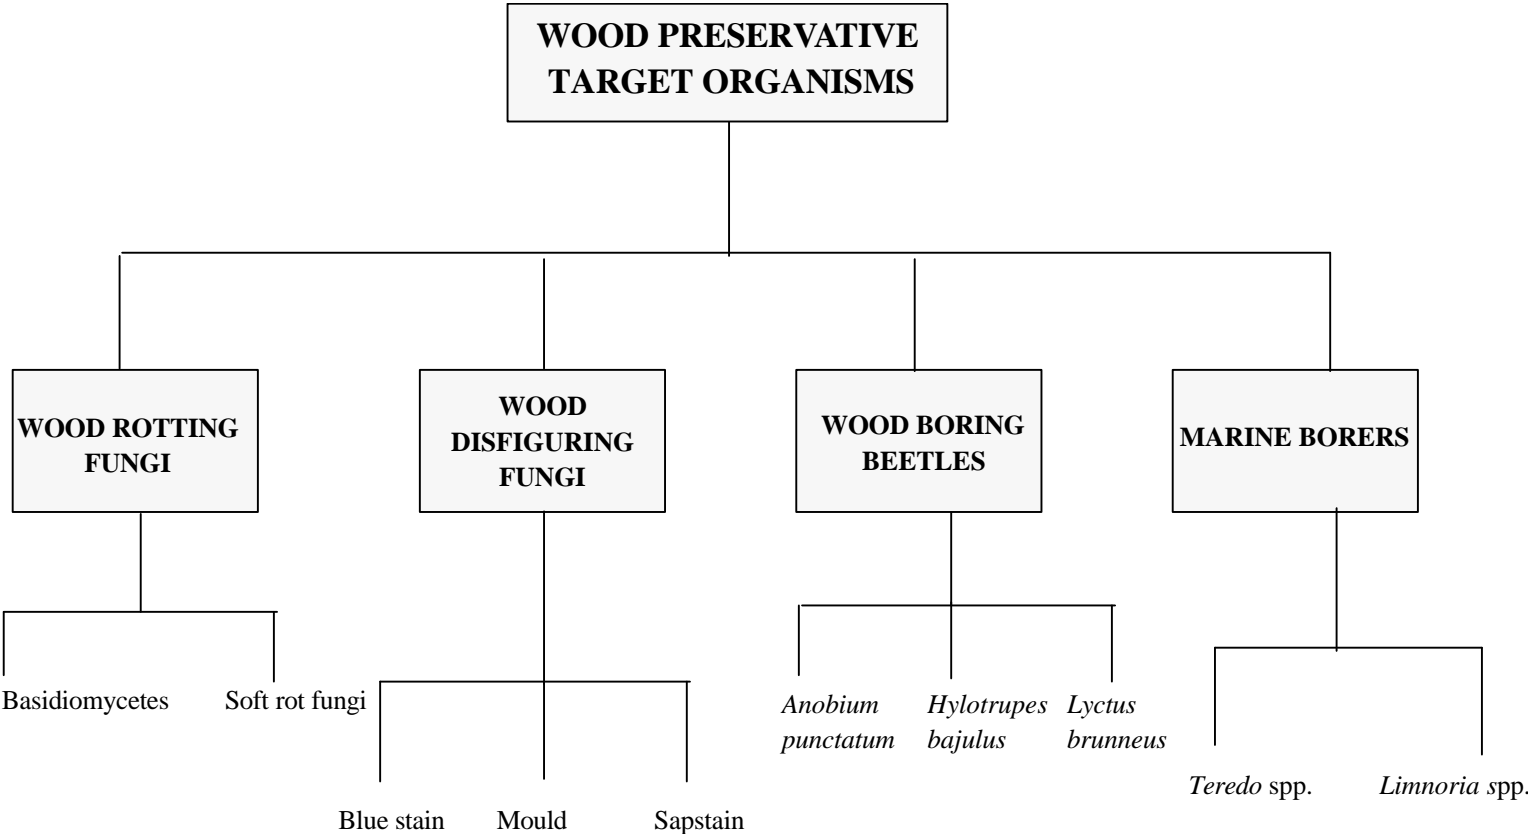 WOOD PRESERVATIVE
TARGET ORGANISMS
WOOD ROTTING
FUNGI
WOOD
DISFIGURING
FUNGI
WOOD BORING
BEETLES
MARINE BORERS
Basidiomycetes
Soft rot fungi
Blue stain
Mould
Sapstain
Anobium
punctatum
Hylotrupes
bajulus
Lyctus
brunneus
Teredo spp.
Limnoria spp.